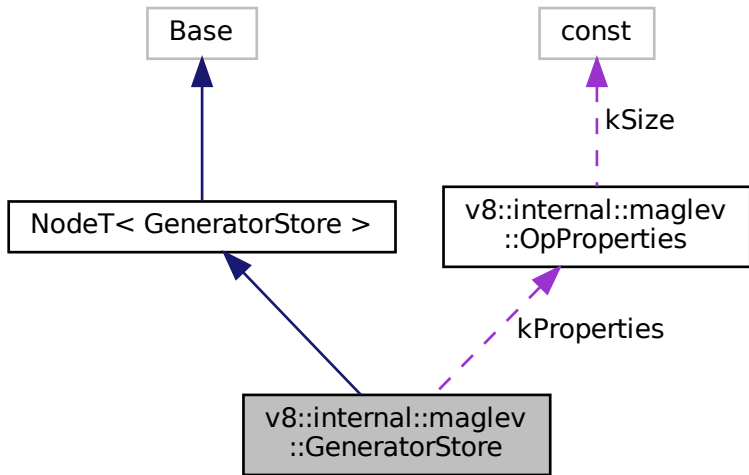 Base
const
kSize
NodeT< GeneratorStore >
v8::internal::maglev
::OpProperties
kProperties
v8::internal::maglev
::GeneratorStore